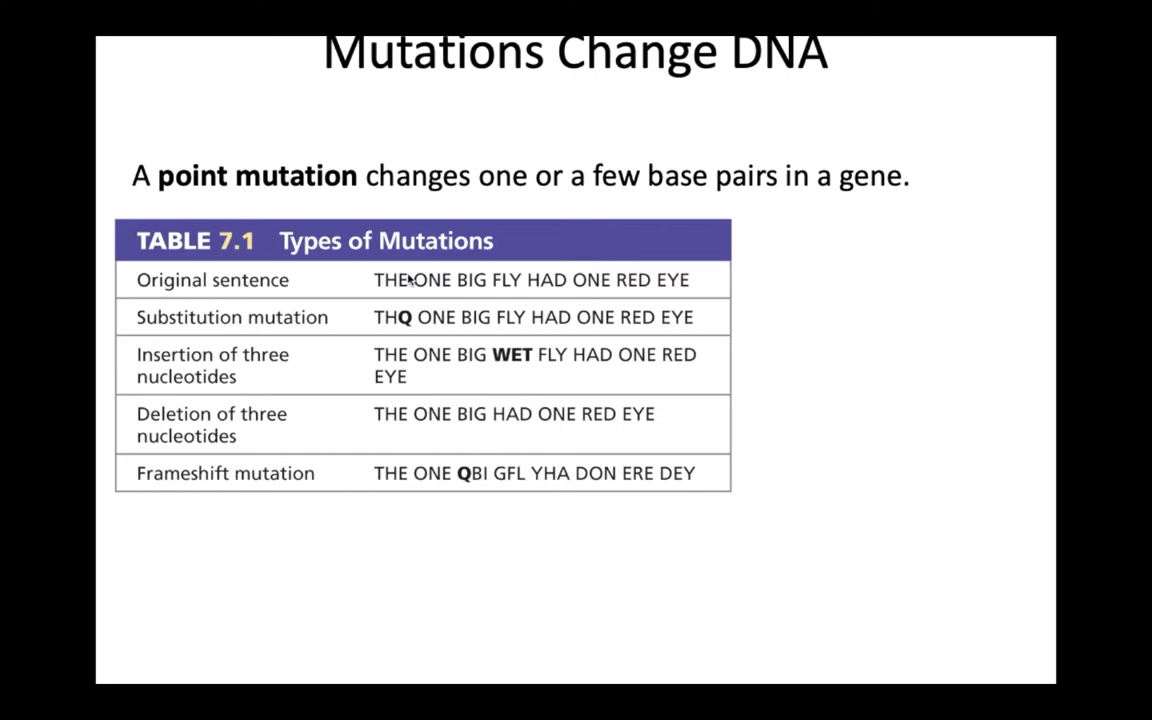 Mutations Change DNA
A point mutation changes one or a few base pairs in a gene.
TABLE 7.1 Types of Mutations
Original sentence THE ONE BIG FLY HAD ONE RED EYE
Substitution mutation THQ ONE BIG FLY HAD ONE RED EYE
Insertion of three THE ONE BIG WET FLY HAD ONE RED
nucleotides EYE
Deletion of three THE ONE BIG HAD ONE RED EYE
nucleotides
Frameshift mutation THE ONE QBI GFL YHA DON ERE DEY